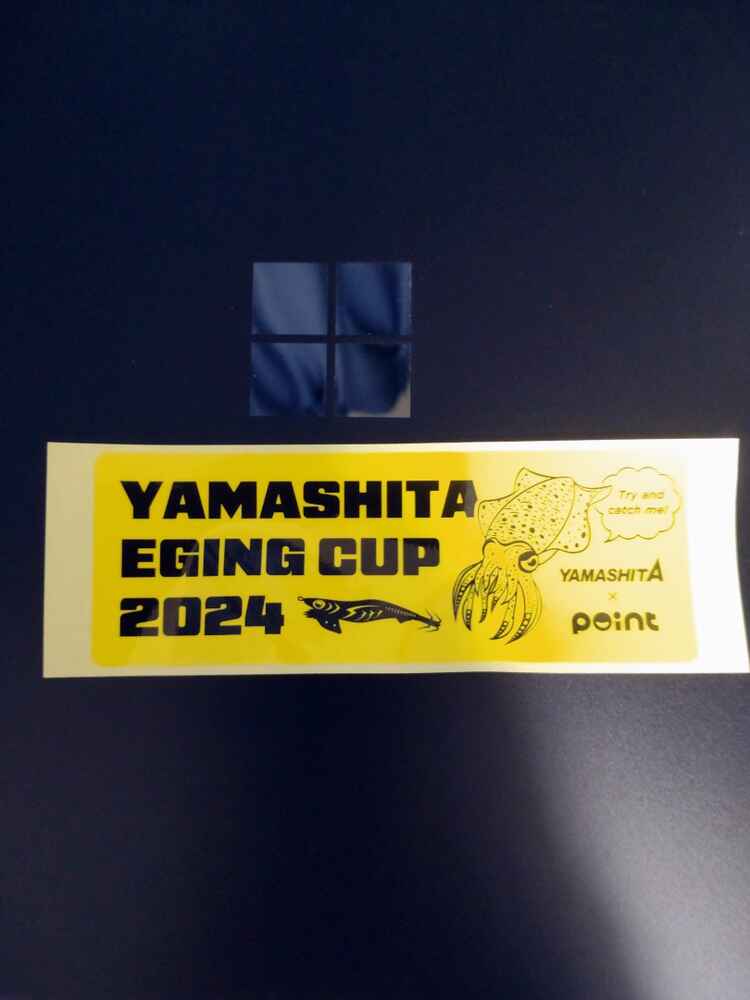 YAMASHITA
EGING CUP
2024
Try and
catch me!
YAMASHITA
×
point